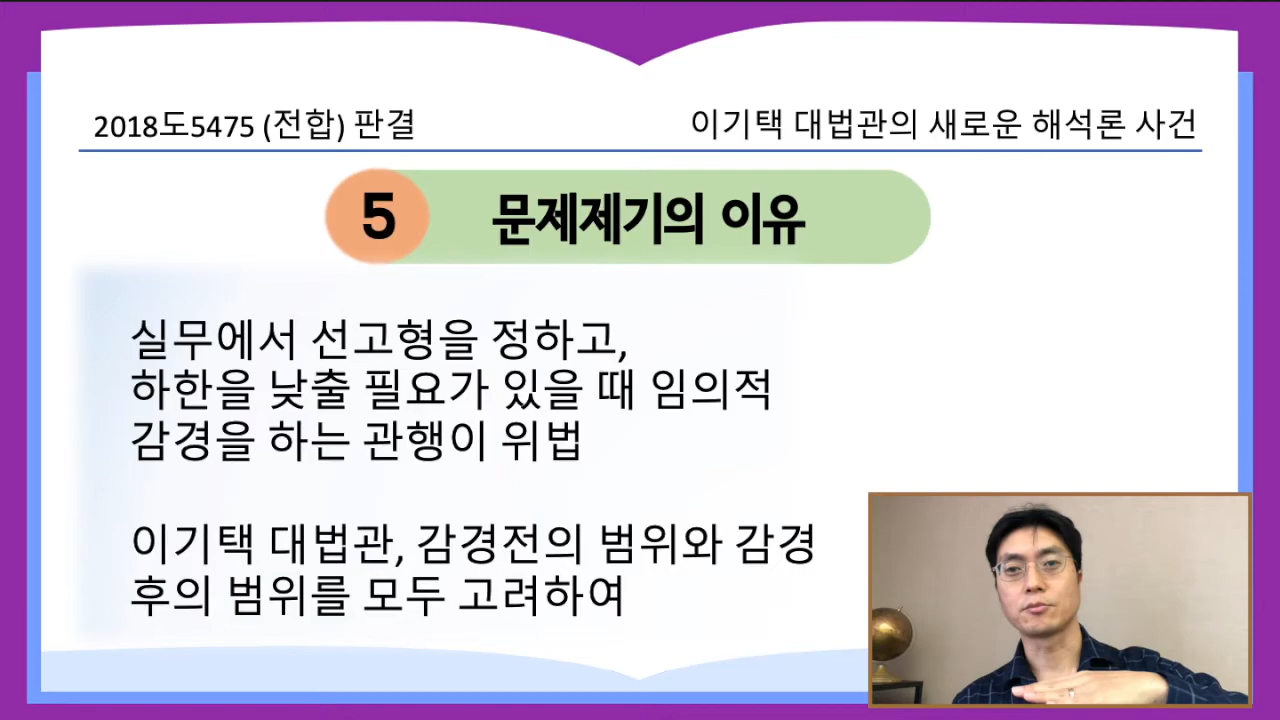 2018도5475 (전합) 판결
이기택 대법관의 새로운 해석론 사건
5
문제제기의 이유
실무에서 선고형을 정하고,
하한을 낮출 필요가 있을 때 임의적
감경을 하는 관행이 위법
이기택 대법관, 감경전의 범위와 감경
후의 범위를 모두 고려하여